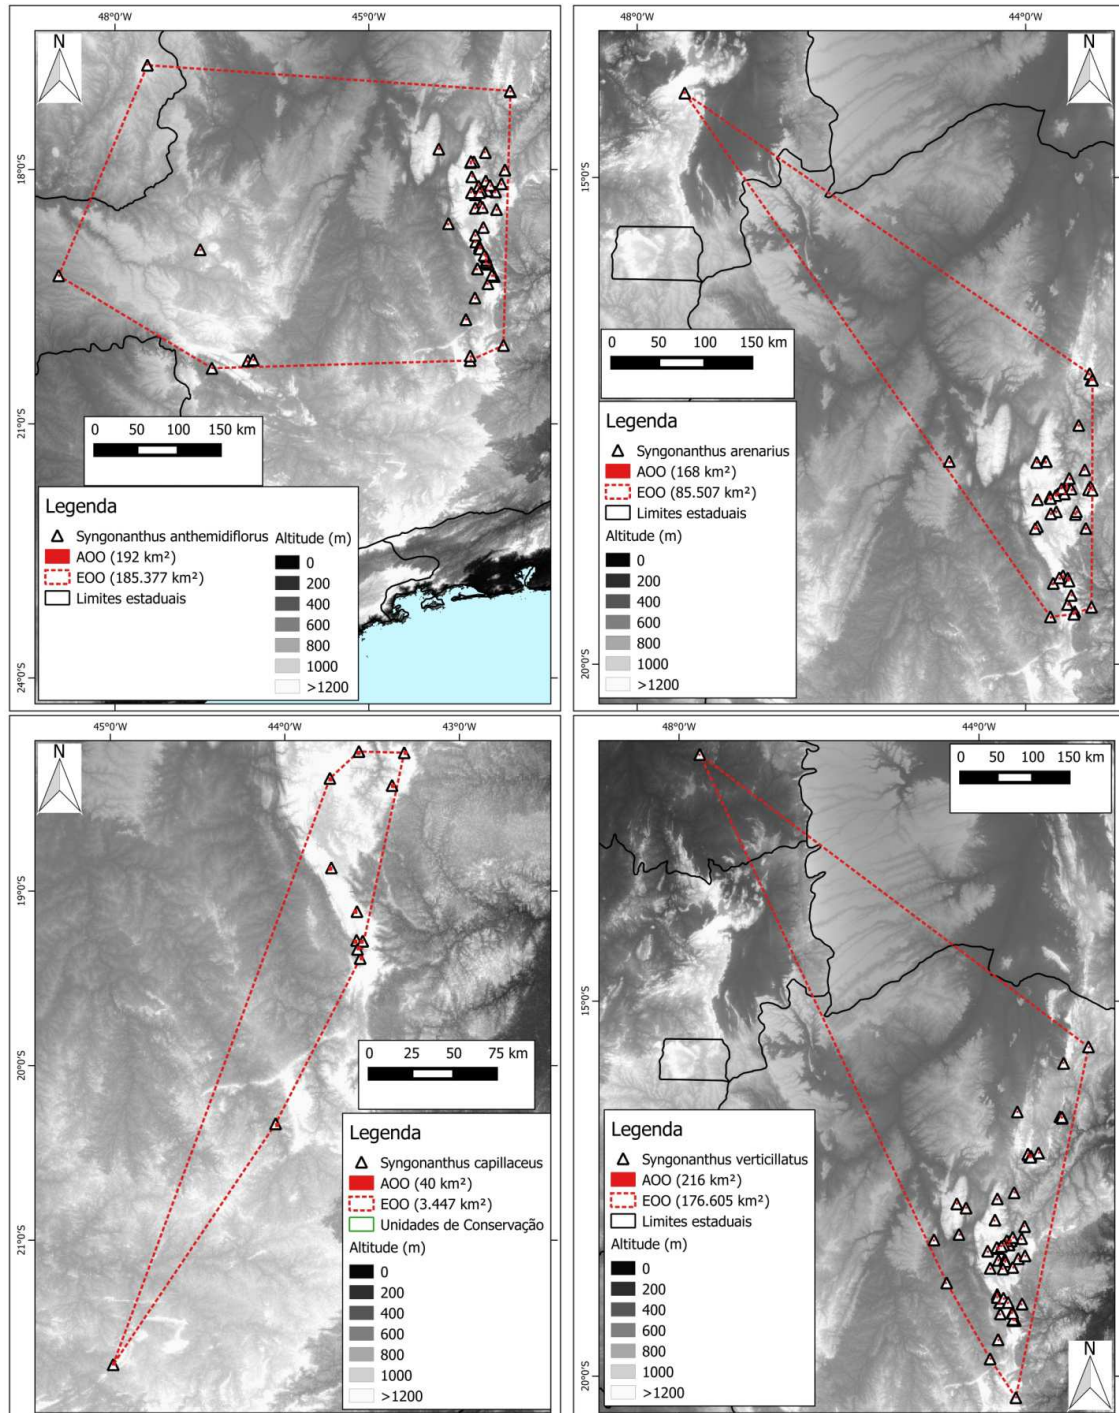 48°0'W 45°0'W
N
18°0'S
21°0'S
24°0'S
0 50 100 150 km
Legenda
Syngonanthus anthemidiflorus
AOO (192 km²)
EOO (185.377 km²)
Limites estaduais
Altitude (m)
0
200
400
600
800
1000
>1200
48°0'W 44°0'W
N
15°0'S
20°0'S
0 50 100 150 km
Legenda
Syngonanthus arenarius
AOO (168 km²)
EOO (85.507 km²)
Limites estaduais
Altitude (m)
0
200
400
600
800
1000
>1200
45°0'W 44°0'W 43°0'W
N
19°0'S
20°0'S
21°0'S
0 25 50 75 km
Legenda
Syngonanthus capillaceus
AOO (40 km²)
EOO (3.447 km²)
Unidades de Conservação
Altitude (m)
0
200
400
600
800
1000
>1200
48°0'W 44°0'W
0 50 100 150 km
15°0'S
20°0'S
Legenda
Syngonanthus verticillatus
AOO (216 km²)
EOO (176.605 km²)
Limites estaduais
Altitude (m)
0
200
400
600
800
1000
>1200
N